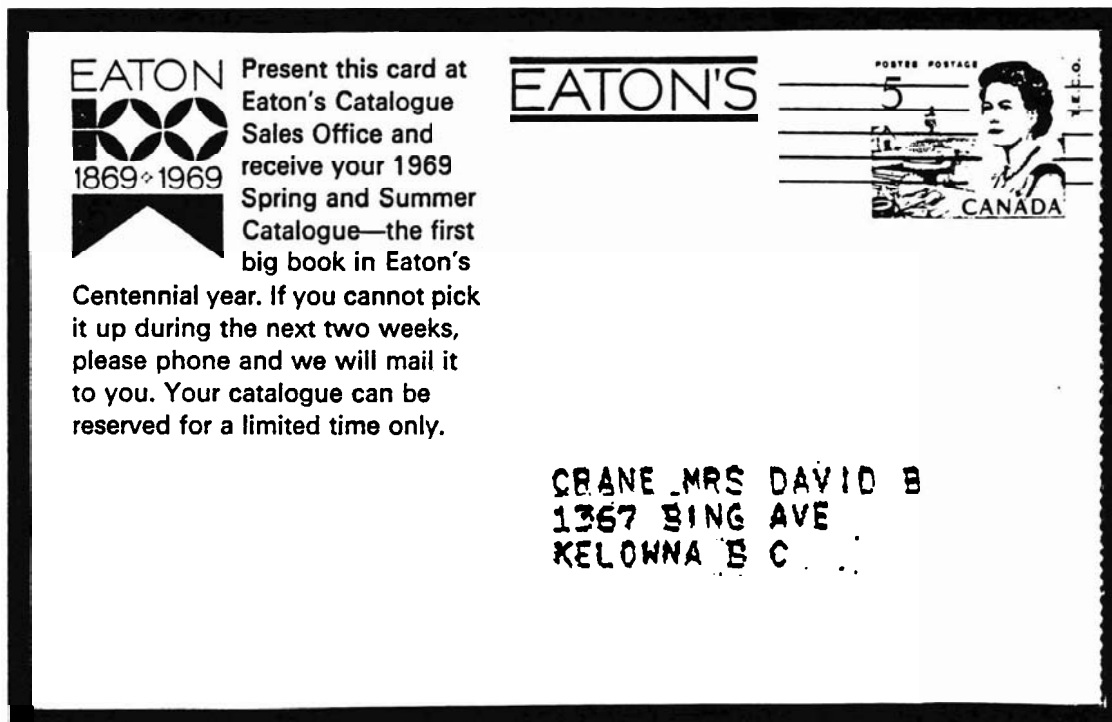 EATON
100
1869 ◇ 1969
Present this card at
Eaton's Catalogue
Sales Office and
receive your 1969
Spring and Summer
Catalogue—the first
big book in Eaton's
Centennial year. If you cannot pick
it up during the next two weeks,
please phone and we will mail it
to you. Your catalogue can be
reserved for a limited time only.
EATON'S
POSTES POSTAGE
5
T.E.C.O.
CANADA
CRANE MRS DAVID B
1367 BING AVE
KELOWNA B C